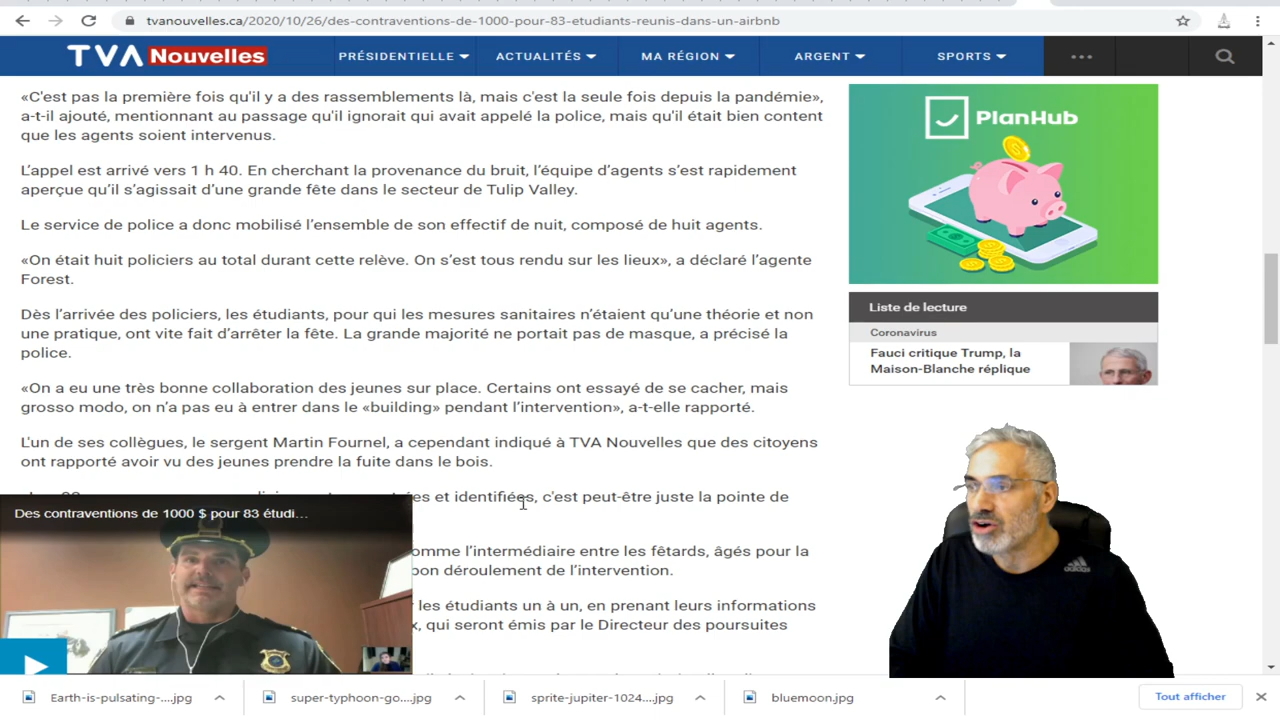 tvanouvelles.ca/2020/10/26/des-contraventions-de-1000-pour-83-etudiants-reunis-dans-un-airbnb
TVA Nouvelles
PRÉSIDENTIELLE
ACTUALITÉS
MA RÉGION
ARGENT
SPORTS
«C'est pas la première fois qu'il y a des rassemblements là, mais c'est la seule fois depuis la pandémie»,
a-t-il ajouté, mentionnant au passage qu'il ignorait qui avait appelé la police, mais qu'il était bien content
que les agents soient intervenus.
L'appel est arrivé vers 1 h 40. En cherchant la provenance du bruit, l'équipe d'agents s'est rapidement
aperçue qu'il s'agissait d'une grande fête dans le secteur de Tulip Valley.
Le service de police a donc mobilisé l'ensemble de son effectif de nuit, composé de huit agents.
«On était huit policiers au total durant cette relève. On s'est tous rendu sur les lieux», a déclaré l'agente
Forest.
Dès l'arrivée des policiers, les étudiants, pour qui les mesures sanitaires n'étaient qu'une théorie et non
une pratique, ont vite fait d'arrêter la fête. La grande majorité ne portait pas de masque, a précisé la
police.
«On a eu une très bonne collaboration des jeunes sur place. Certains ont essayé de se cacher, mais
grosso modo, on n'a pas eu à entrer dans le «building» pendant l'intervention», a-t-elle rapporté.
L'un de ses collègues, le sergent Martin Fournel, a cependant indiqué à TVA Nouvelles que des citoyens
ont rapporté avoir vu des jeunes prendre la fuite dans le bois.
es et identifiées, c'est peut-être juste la pointe de
omme l'intermédiaire entre les fêtards, âgés pour la
on déroulement de l'intervention.
les étudiants un à un, en prenant leurs informations
, qui seront émis par le Directeur des poursuites
Des contraventions de 1000 $ pour 83 étudi...
PlanHub
Liste de lecture
Coronavirus
Fauci critique Trump, la
Maison-Blanche réplique
adidas
Earth-is-pulsating-....jpg
super-typhoon-go....jpg
sprite-jupiter-1024....jpg
bluemoon.jpg
Tout afficher